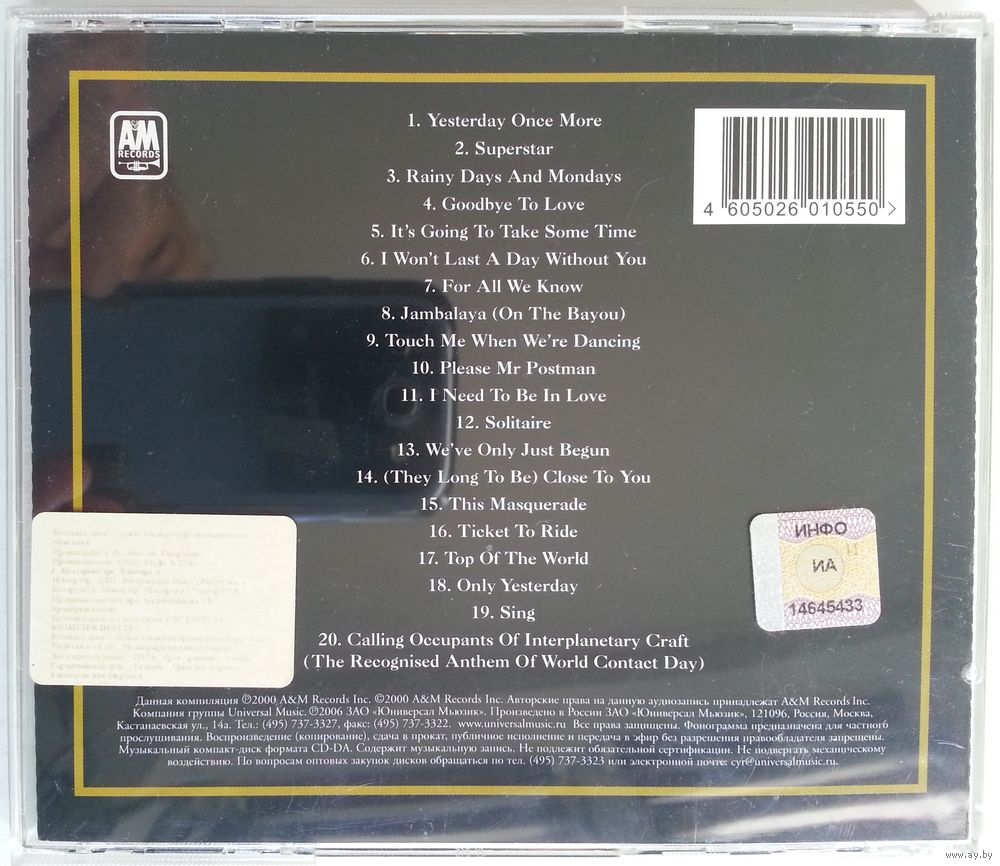 A&M
RECORDS
1. Yesterday Once More
2. Superstar
3. Rainy Days And Mondays
4. Goodbye To Love
5. It's Going To Take Some Time
6. I Won't Last A Day Without You
7. For All We Know
8. Jambalaya (On The Bayou)
9. Touch Me When We're Dancing
10. Please Mr Postman
11. I Need To Be In Love
12. Solitaire
13. We've Only Just Begun
14. (They Long To Be) Close To You
15. This Masquerade
16. Ticket To Ride
17. Top Of The World
18. Only Yesterday
19. Sing
20. Calling Occupants Of Interplanetary Craft
(The Recognised Anthem Of World Contact Day)
4 605026 010550 >
ИНФО
И
ИА
14645433
КОМПЛЕКТНОСТЬ
Данная компиляция ℗2000 A&M Records Inc. ©2000 A&M Records Inc. Авторские права на данную аудиозапись принадлежат A&M Records Inc.
Компания группы Universal Music. ℗2006 ЗАО «Юниверсал Мьюзик». Произведено в России ЗАО «Юниверсал Мьюзик», 121096, Россия, Москва,
Кастанаевская ул., 14а. Тел.: (495) 737-3327, факс: (495) 737-3322. www.universalmusic.ru Все права защищены. Фонограмма предназначена для частного
прослушивания. Воспроизведение (копирование), сдача в прокат, публичное исполнение и передача в эфир без разрешения правообладателя запрещены.
Музыкальный компакт-диск формата CD-DA. Содержит музыкальную запись. Не подлежит обязательной сертификации. Не подвергать механическому
воздействию. По вопросам оптовых закупок дисков обращаться по тел. (495) 737-3323 или электронной почте: cyr@universalmusic.ru.
www.ay.by